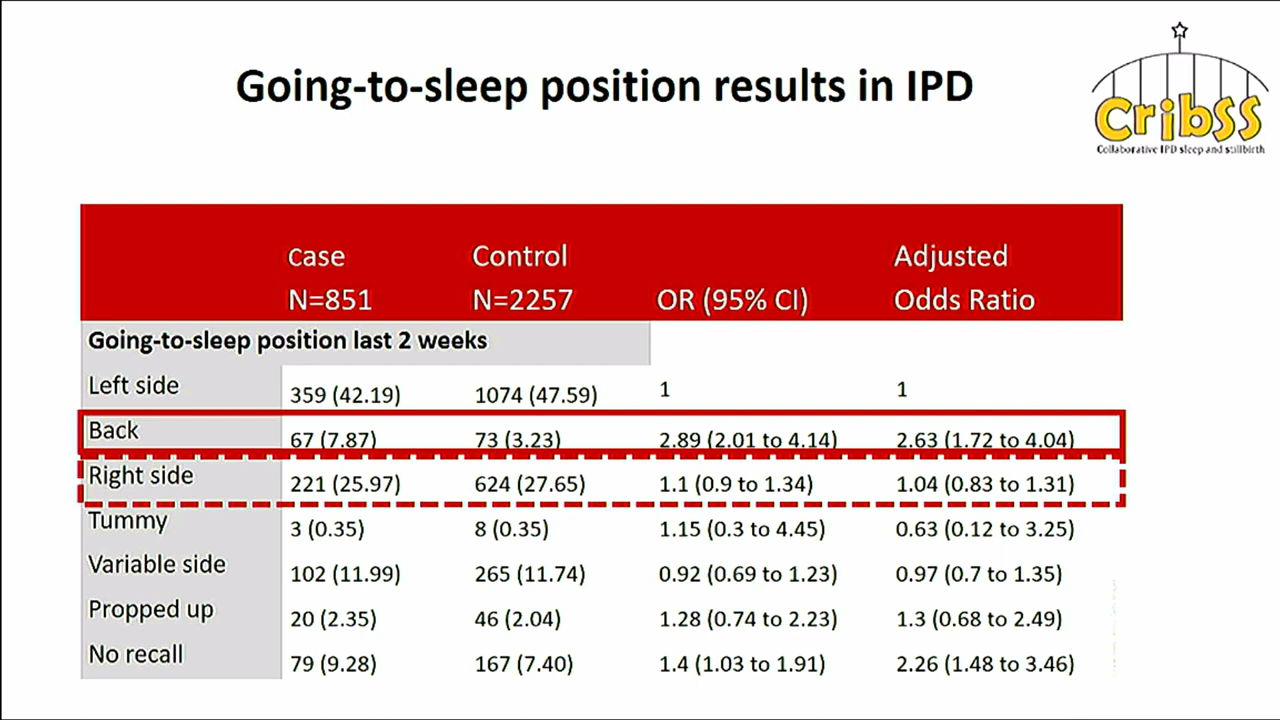 Going-to-sleep position results in IPD
Cribss
Collaborative IPD sleep and stillbirth
Case Control Adjusted
N=851 N=2257 OR (95% CI) Odds Ratio
Going-to-sleep position last 2 weeks
Left side 359 (42.19) 1074 (47.59) 1 1
Back 67 (7.87) 73 (3.23) 2.89 (2.01 to 4.14) 2.63 (1.72 to 4.04)
Right side 221 (25.97) 624 (27.65) 1.1 (0.9 to 1.34) 1.04 (0.83 to 1.31)
Tummy 3 (0.35) 8 (0.35) 1.15 (0.3 to 4.45) 0.63 (0.12 to 3.25)
Variable side 102 (11.99) 265 (11.74) 0.92 (0.69 to 1.23) 0.97 (0.7 to 1.35)
Propped up 20 (2.35) 46 (2.04) 1.28 (0.74 to 2.23) 1.3 (0.68 to 2.49)
No recall 79 (9.28) 167 (7.40) 1.4 (1.03 to 1.91) 2.26 (1.48 to 3.46)